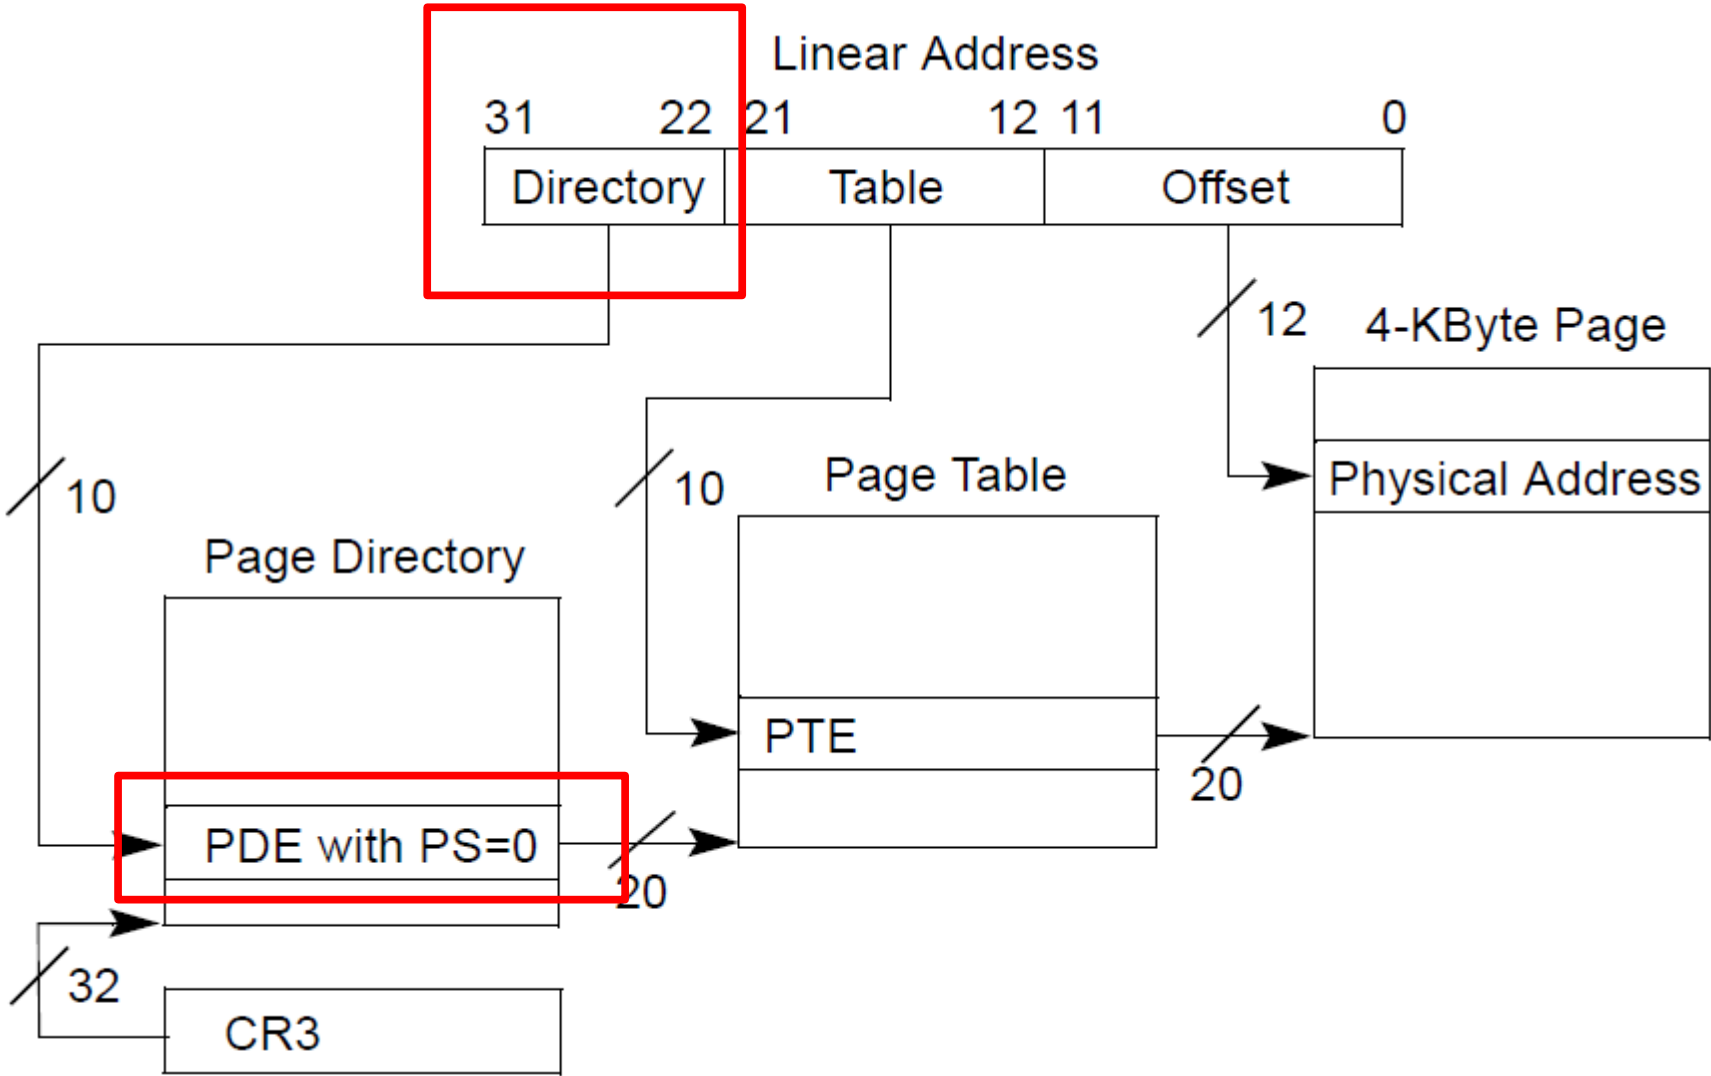 Linear Address
31 22 21 12 11 0
Directory Table Offset
12
4-KByte Page
10
10
Page Table
Physical Address
Page Directory
PTE
20
PDE with PS=0
20
32
CR3